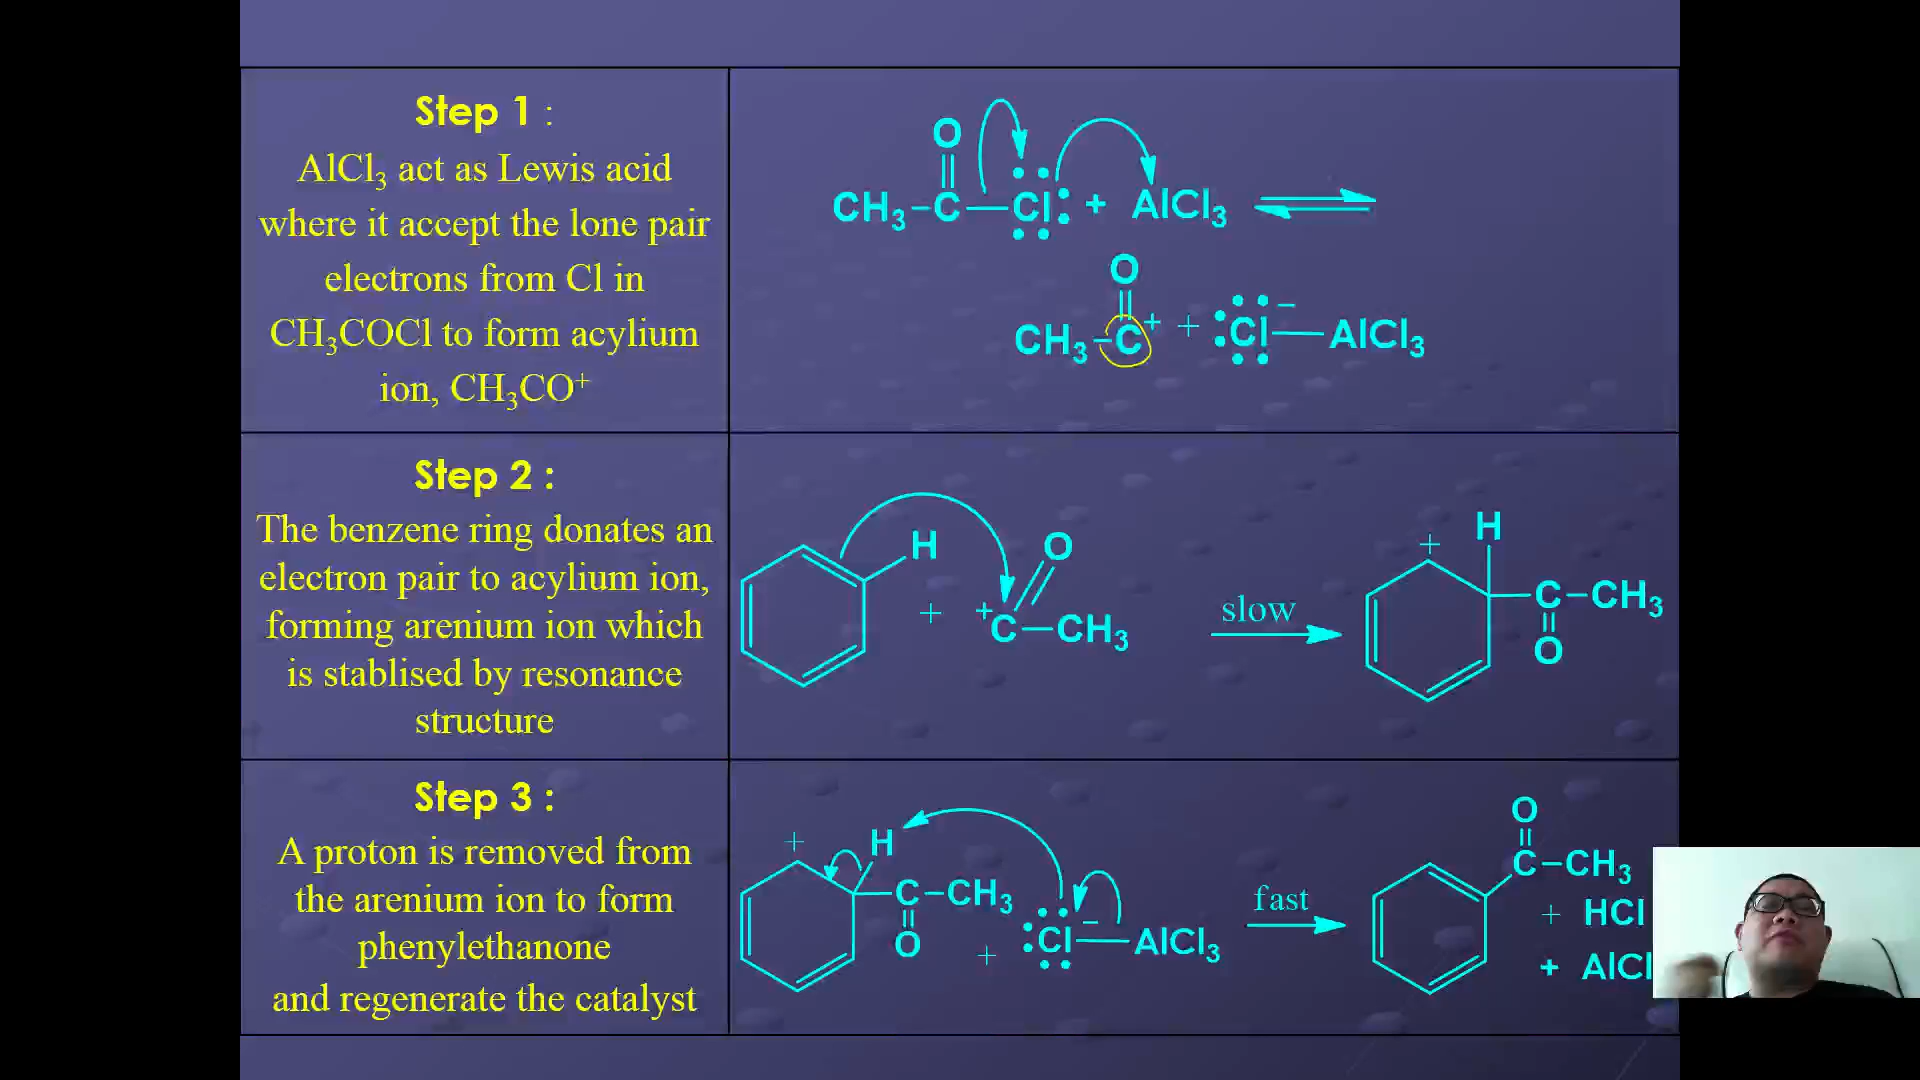 Step 1 :
AlCl₃ act as Lewis acid
where it accept the lone pair
electrons from Cl in
CH₃COCl to form acylium
ion, CH₃CO⁺
O
CH₃–C–Cl + AlCl₃ ⇌
O
CH₃–C⁺ + Cl⁻–AlCl₃
Step 2 :
The benzene ring donates an
electron pair to acylium ion,
forming arenium ion which
is stablised by resonance
structure
H
O
+ ⁺C–CH₃
slow
+
H
C–CH₃
O
Step 3 :
A proton is removed from
the arenium ion to form
phenylethanone
and regenerate the catalyst
+
H
C–CH₃
O
+ Cl⁻–AlCl₃
fast
O
C–CH₃
+ HCl
+ AlCl